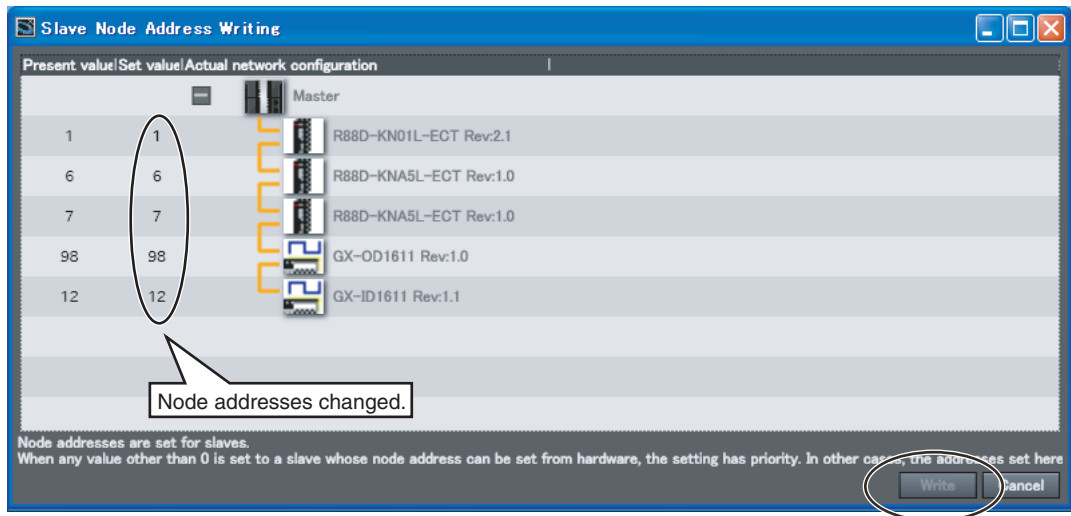 Slave Node Address Writing
Present value|Set value|Actual network configuration |
Master
1 1 R88D-KN01L-ECT Rev:2.1
6 6 R88D-KNA5L-ECT Rev:1.0
7 7 R88D-KNA5L-ECT Rev:1.0
98 98 GX-OD1611 Rev:1.0
12 12 GX-ID1611 Rev:1.1
Node addresses changed.
Node addresses are set for slaves.
When any value other than 0 is set to a slave whose node address can be set from hardware, the setting has priority. In other cases, the addresses set here
Write Cancel